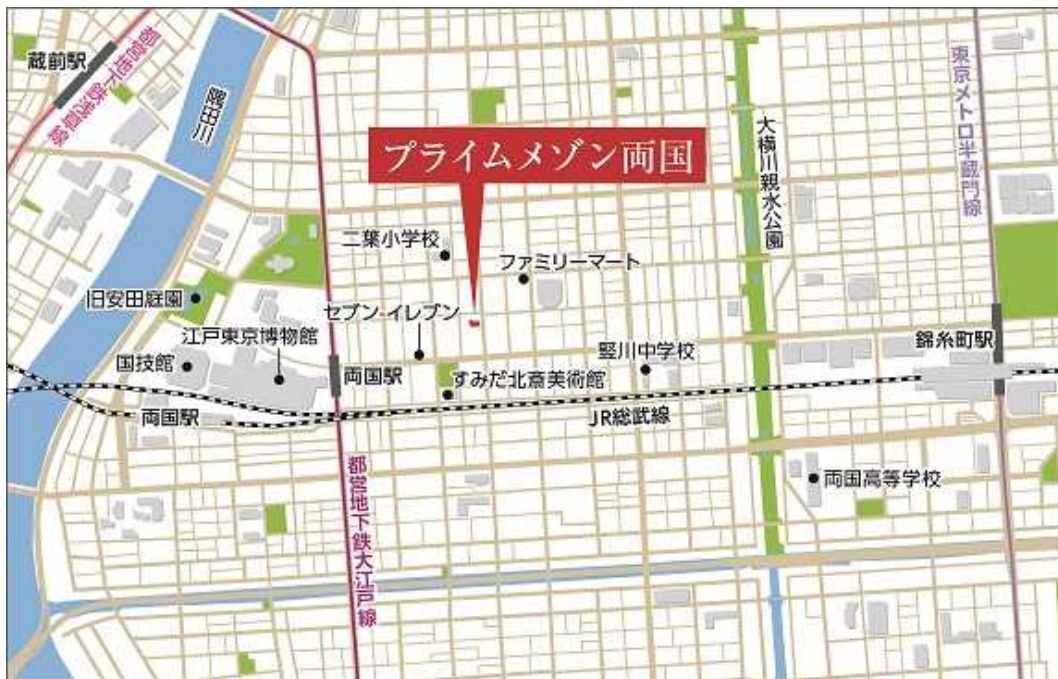 蔵前駅
都営地下鉄浅草線
隅田川
プライムメゾン両国
大横川親水公園
東京メトロ半蔵門線
二葉小学校
ファミリーマート
旧安田庭園
セブン-イレブン
江戸東京博物館
国技館
両国駅
すみだ北斎美術館
竪川中学校
錦糸町駅
両国駅
JR総武線
都営地下鉄大江戸線
両国高等学校